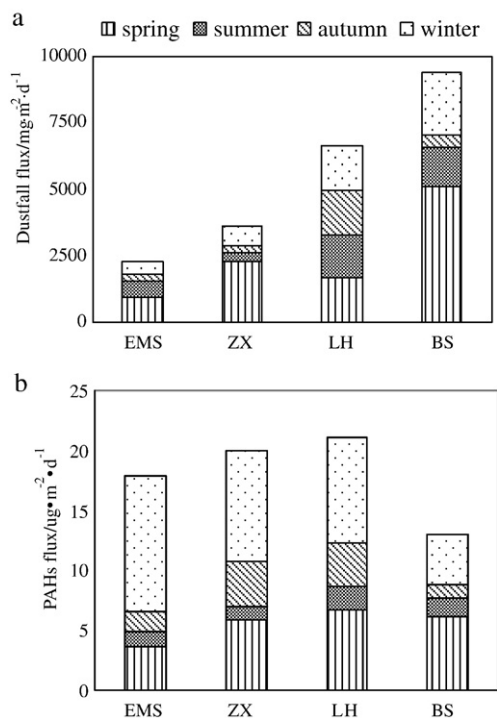 a
spring summer autumn winter
Dustfall flux/mg·m⁻²·d⁻¹
10000
7500
5000
2500
0
EMS ZX LH BS
b
PAHs flux/ug•m⁻²•d⁻¹
25
20
15
10
5
0
EMS ZX LH BS